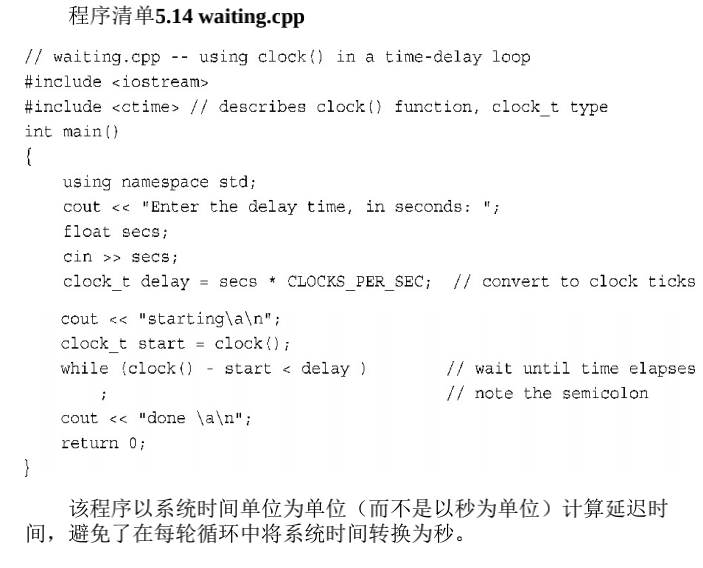 程序清单5.14 waiting.cpp
// waiting.cpp -- using clock() in a time-delay loop
#include <iostream>
#include <ctime> // describes clock() function, clock_t type
int main()
{
    using namespace std;
    cout << "Enter the delay time, in seconds: ";
    float secs;
    cin >> secs;
    clock_t delay = secs * CLOCKS_PER_SEC;  // convert to clock ticks
    cout << "starting\a\n";
    clock_t start = clock();
    while (clock() - start < delay )        // wait until time elapses
        ;                                   // note the semicolon
    cout << "done \a\n";
    return 0;
}
该程序以系统时间单位为单位（而不是以秒为单位）计算延迟时
间，避免了在每轮循环中将系统时间转换为秒。